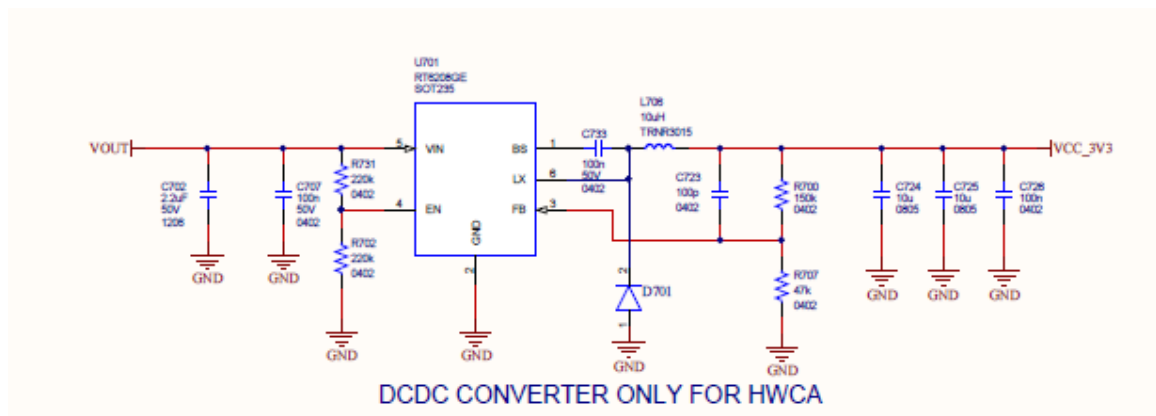 U701
RT6208GE
SOT235
VOUT
5
VIN
BS
1
C733
100n
50V
0402
L706
10uH
TRNR3015
VCC_3V3
LX
6
EN
4
FB
3
GND
2
C702
2.2uF
50V
1206
C707
100n
50V
0402
R731
220k
0402
R702
220k
0402
C723
100p
0402
R700
150k
0402
C724
10u
0805
C725
10u
0805
C726
100n
0402
R707
47k
0402
2
D701
1
GND
GND
GND
GND
GND
GND
GND
GND
GND
DCDC CONVERTER ONLY FOR HWCA